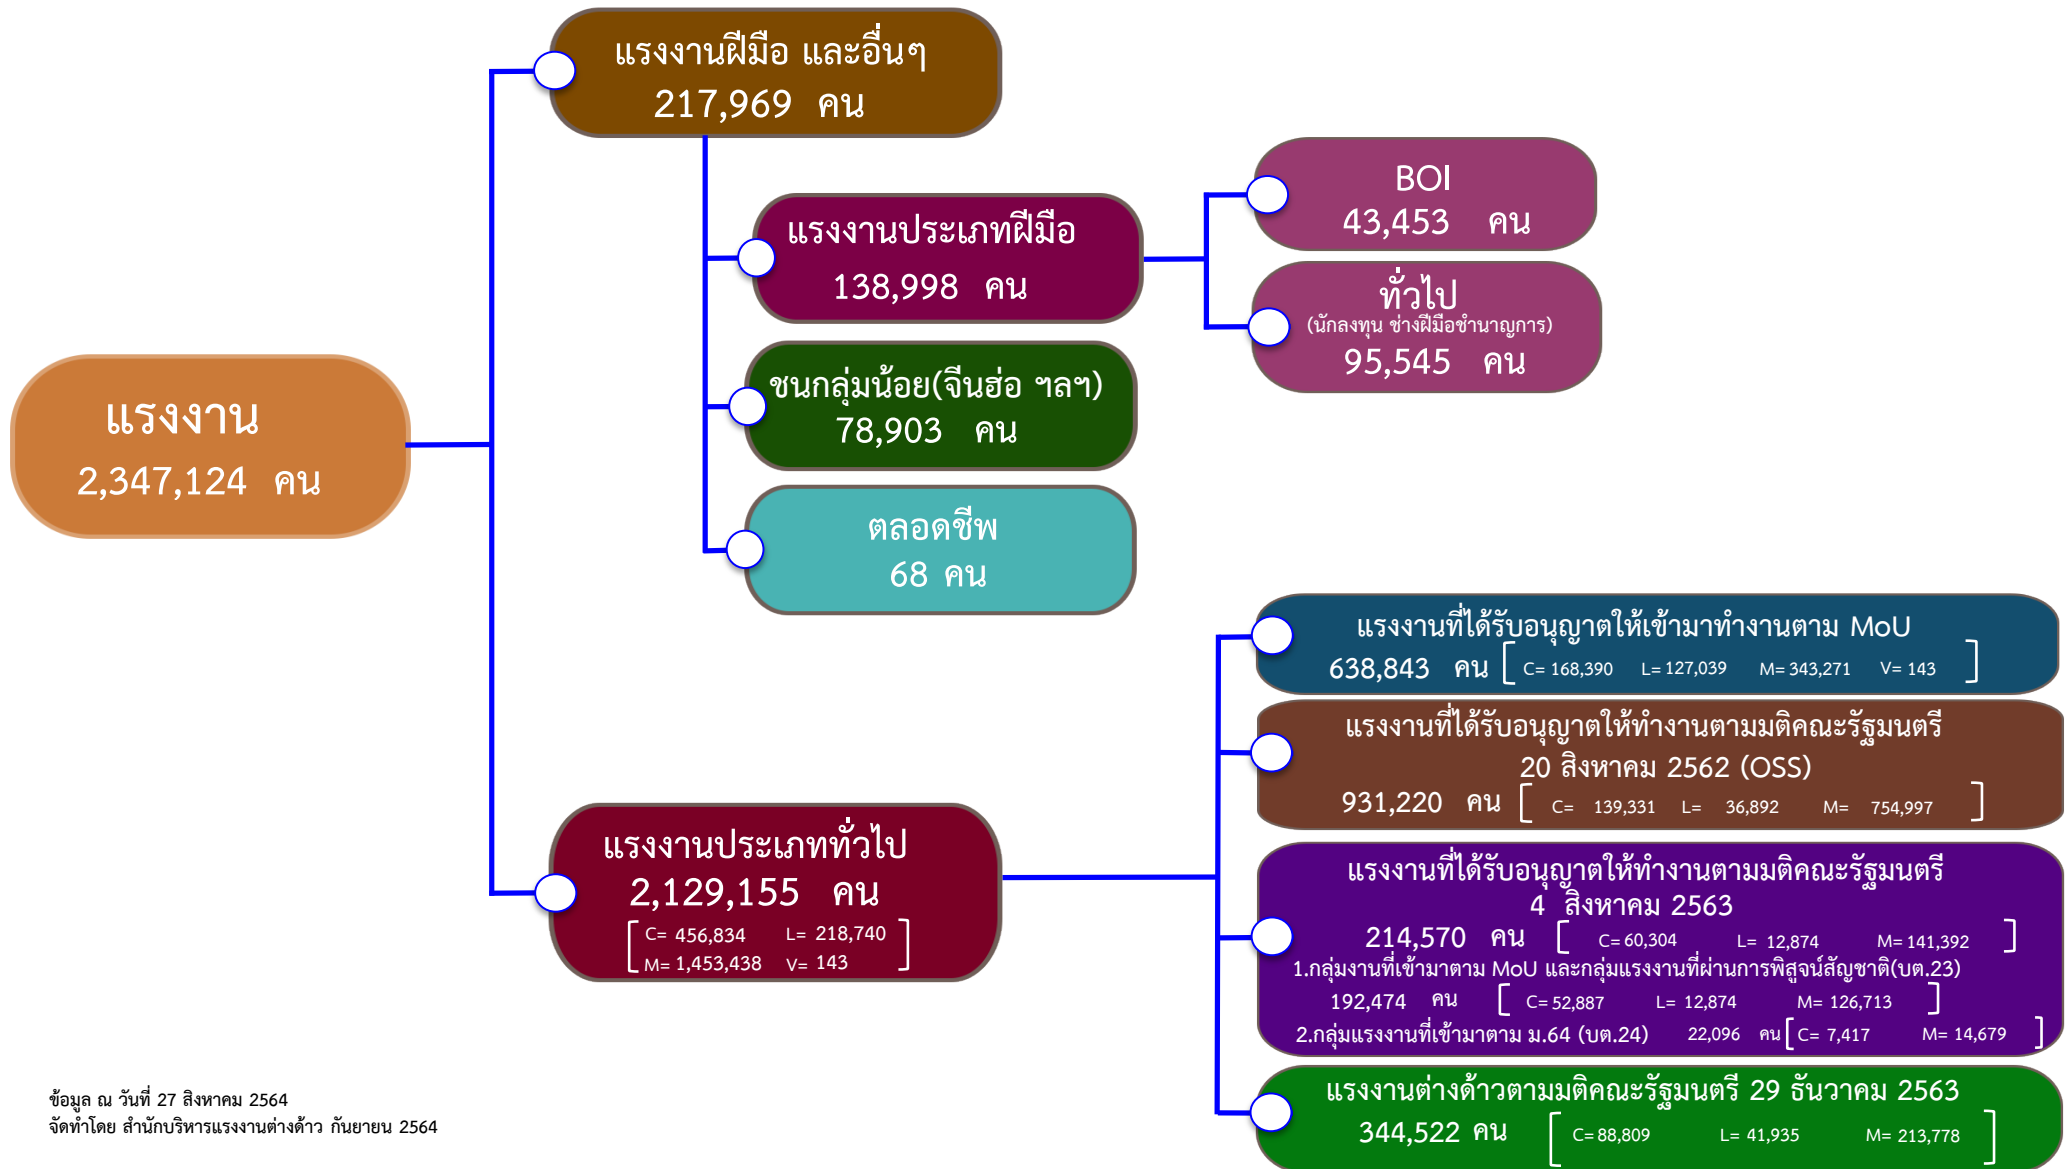 แรงงานฝีมือ และอื่นๆ
217,969 คน
BOI
43,453 คน
แรงงานประเภทฝีมือ
138,998 คน
ทั่วไป
(นักลงทุน ช่างฝีมือชำนาญการ)
95,545 คน
ชนกลุ่มน้อย(จีนฮ่อ ฯลฯ)
78,903 คน
แรงงาน
2,347,124 คน
ตลอดชีพ
68 คน
แรงงานที่ได้รับอนุญาตให้เข้ามาทำงานตาม MoU
638,843 คน [ C= 168,390 L= 127,039 M= 343,271 V= 143 ]
แรงงานที่ได้รับอนุญาตให้ทำงานตามมติคณะรัฐมนตรี
20 สิงหาคม 2562 (OSS)
931,220 คน [ C= 139,331 L= 36,892 M= 754,997 ]
แรงงานประเภททั่วไป
2,129,155 คน
[ C= 456,834 L= 218,740
M= 1,453,438 V= 143 ]
แรงงานที่ได้รับอนุญาตให้ทำงานตามมติคณะรัฐมนตรี
4 สิงหาคม 2563
214,570 คน [ C= 60,304 L= 12,874 M= 141,392 ]
1.กลุ่มงานที่เข้ามาตาม MoU และกลุ่มแรงงานที่ผ่านการพิสูจน์สัญชาติ(บต.23)
192,474 คน [ C= 52,887 L= 12,874 M= 126,713 ]
2.กลุ่มแรงงานที่เข้ามาตาม ม.64 (บต.24) 22,096 คน [ C= 7,417 M= 14,679 ]
แรงงานต่างด้าวตามมติคณะรัฐมนตรี 29 ธันวาคม 2563
344,522 คน [ C= 88,809 L= 41,935 M= 213,778 ]
ข้อมูล ณ วันที่ 27 สิงหาคม 2564
จัดทำโดย สำนักบริหารแรงงานต่างด้าว กันยายน 2564